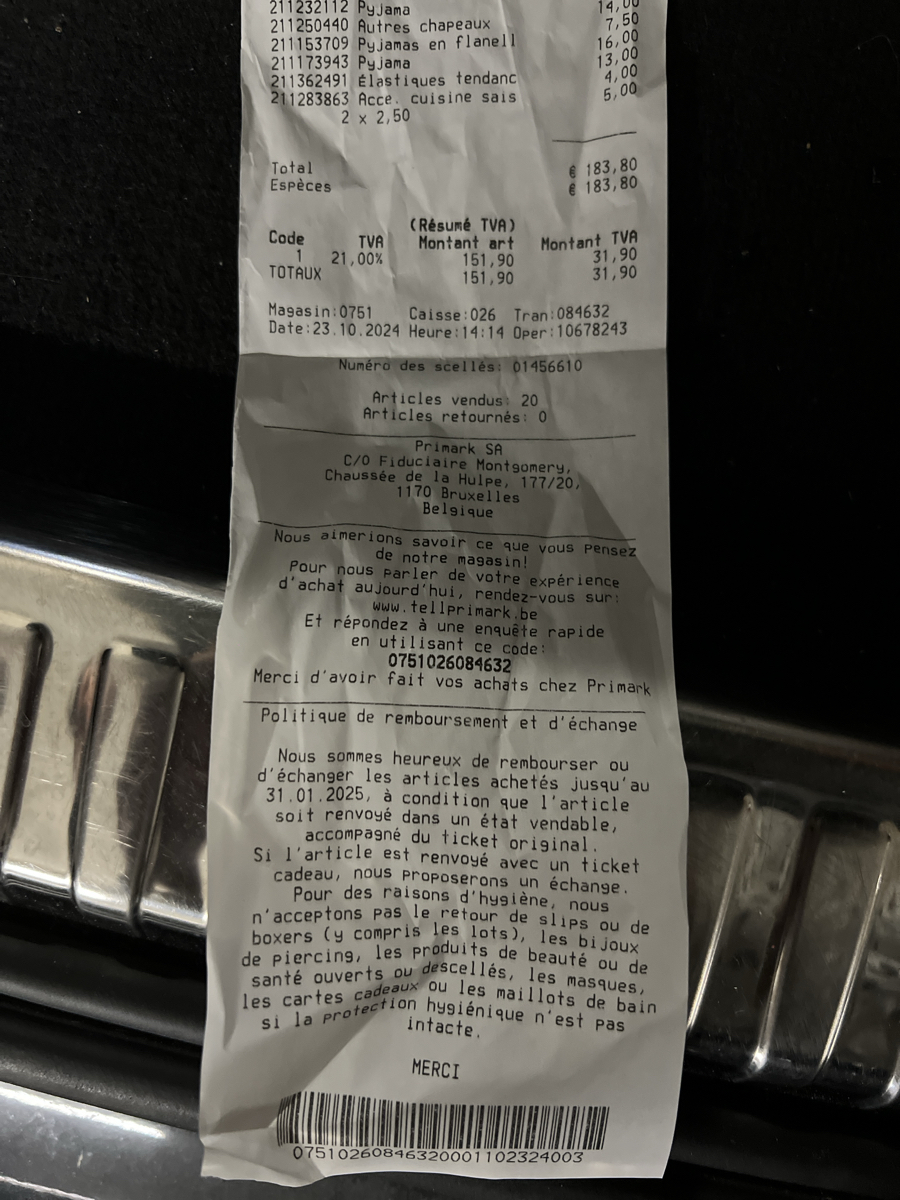 211232112 Pyjama 14,00
211250440 Autres chapeaux 7,50
211153709 Pyjamas en flanell 16,00
211173943 Pyjama 13,00
211362491 Élastiques tendanc 4,00
211283863 Acce. cuisine sais 5,00
2 x 2,50
Total € 183,80
Espèces € 183,80
(Résumé TVA)
Code TVA Montant art Montant TVA
1 21,00% 151,90 31,90
TOTAUX 151,90 31,90
Magasin:0751 Caisse:026 Tran:084632
Date:23.10.2024 Heure:14:14 Oper:10678243
Numéro des scellés: 01456610
Articles vendus: 20
Articles retournés: 0
Primark SA
C/O Fiduciaire Montgomery,
Chaussée de la Hulpe, 177/20,
1170 Bruxelles
Belgique
Nous aimerions savoir ce que vous pensez
de notre magasin!
Pour nous parler de votre expérience
d'achat aujourd'hui, rendez-vous sur:
www.tellprimark.be
Et répondez à une enquête rapide
en utilisant ce code:
0751026084632
Merci d'avoir fait vos achats chez Primark
Politique de remboursement et d'échange
Nous sommes heureux de rembourser ou
d'échanger les articles achetés jusqu'au
31.01.2025, à condition que l'article
soit renvoyé dans un état vendable,
accompagné du ticket original.
Si l'article est renvoyé avec un ticket
cadeau, nous proposerons un échange.
Pour des raisons d'hygiène, nous
n'acceptons pas le retour de slips ou de
boxers (y compris les lots), les bijoux
de piercing, les produits de beauté ou de
santé ouverts ou descellés, les masques,
les cartes cadeaux ou les maillots de bain
si la protection hygiénique n'est pas
intacte.
MERCI
07510260846320001102324003